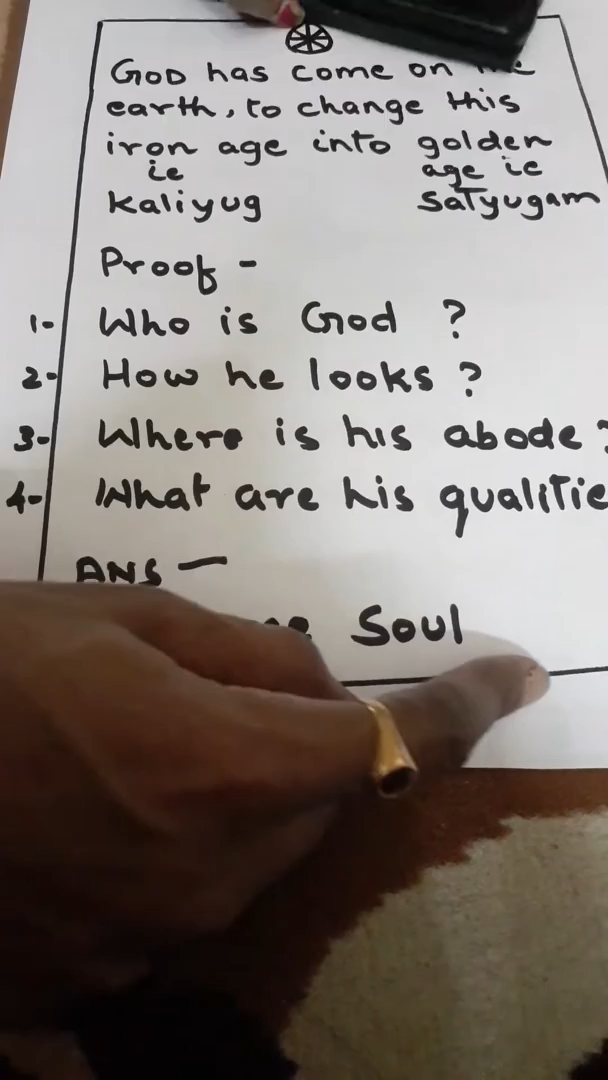 God has come on
earth, to change this
iron age into golden
ie age ie
Kaliyug Satyugam
Proof -
1- Who is God ?
2- How he looks ?
3- Where is his abode ?
4- What are his qualitie
ANS —
Soul